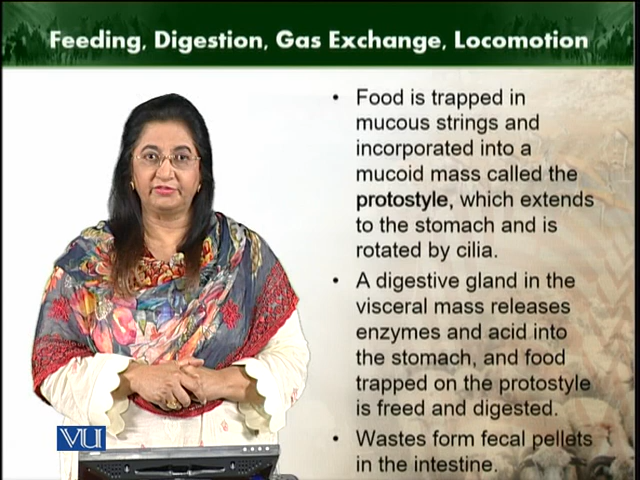 Feeding, Digestion, Gas Exchange, Locomotion
• Food is trapped in
mucous strings and
incorporated into a
mucoid mass called the
protostyle, which extends
to the stomach and is
rotated by cilia.
• A digestive gland in the
visceral mass releases
enzymes and acid into
the stomach, and food
trapped on the protostyle
is freed and digested.
• Wastes form fecal pellets
in the intestine.
VU